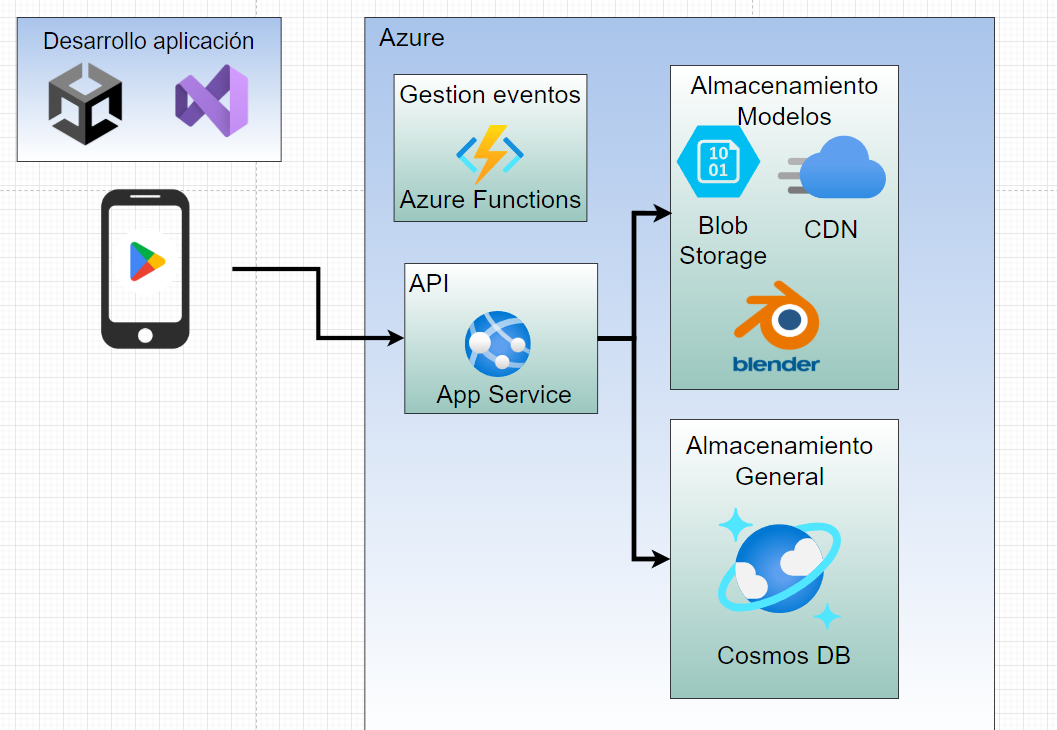 Desarrollo aplicación
Azure
Gestion eventos
Azure Functions
API
App Service
Almacenamiento
Modelos
10
01
Blob
Storage
CDN
blender
Almacenamiento
General
Cosmos DB